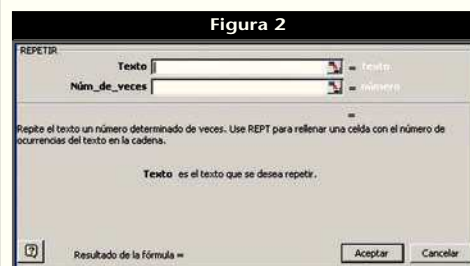 Figura 2
REPETIR
Texto = texto
Núm_de_veces = número
=
Repite el texto un número determinado de veces. Use REPT para rellenar una celda con el número de
ocurrencias del texto en la cadena.
Texto es el texto que se desea repetir.
Resultado de la fórmula = Aceptar Cancelar